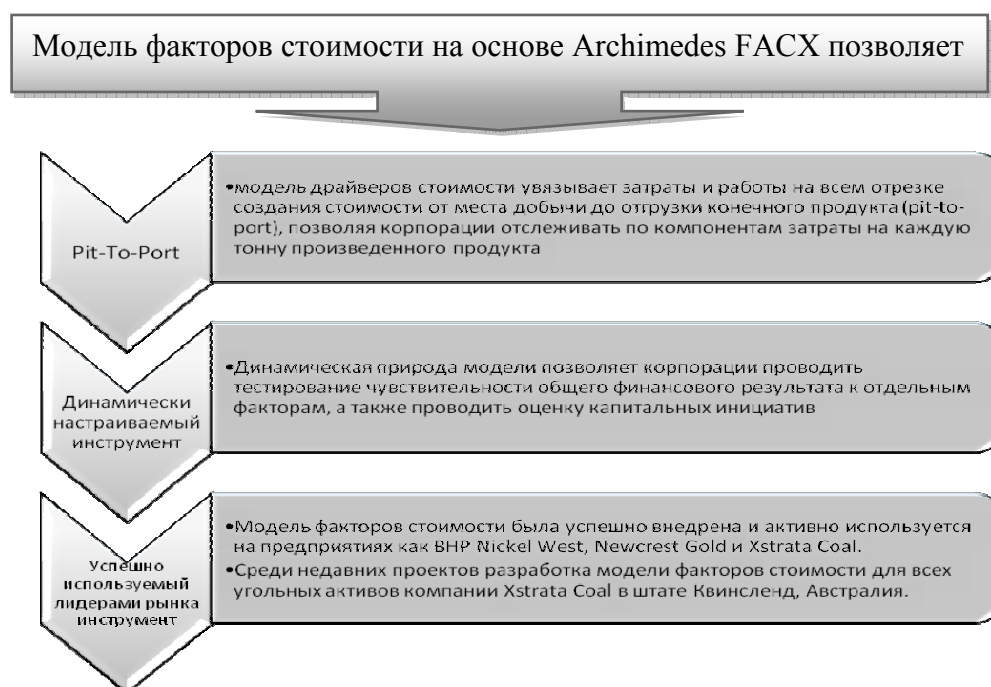 Модель факторов стоимости на основе Archimedes FACX позволяет
Pit-To-Port
•модель драйверов стоимости увязывает затраты и работы на всем отрезке
создания стоимости от места добычи до отгрузки конечного продукта (pit-to-
port), позволяя корпорации отслеживать по компонентам затраты на каждую
тонну произведенного продукта
Динамически
настраиваемый
инструмент
•Динамическая природа модели позволяет корпорации проводить
тестирование чувствительности общего финансового результата к отдельным
факторам, а также проводить оценку капитальных инициатив
Успешно
используемый
лидерами рынка
инструмент
•Модель факторов стоимости была успешно внедрена и активно используется
на предприятиях как BHP Nickel West, Newcrest Gold и Xstrata Coal.
•Среди недавних проектов разработка модели факторов стоимости для всех
угольных активов компании Xstrata Coal в штате Квинсленд, Австралия.